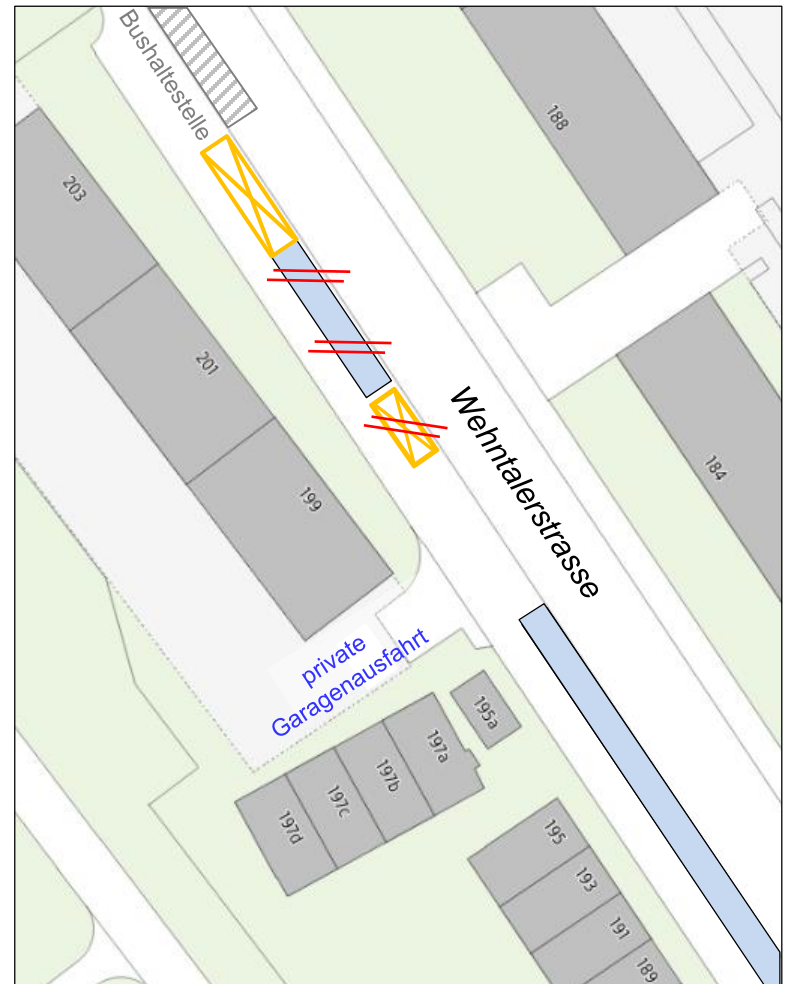 Bushaltestelle
188
203
201
199
Wehntalerstrasse
184
private
Garagenausfahrt
195a
197a
197b
197c
197d
195
193
191
189